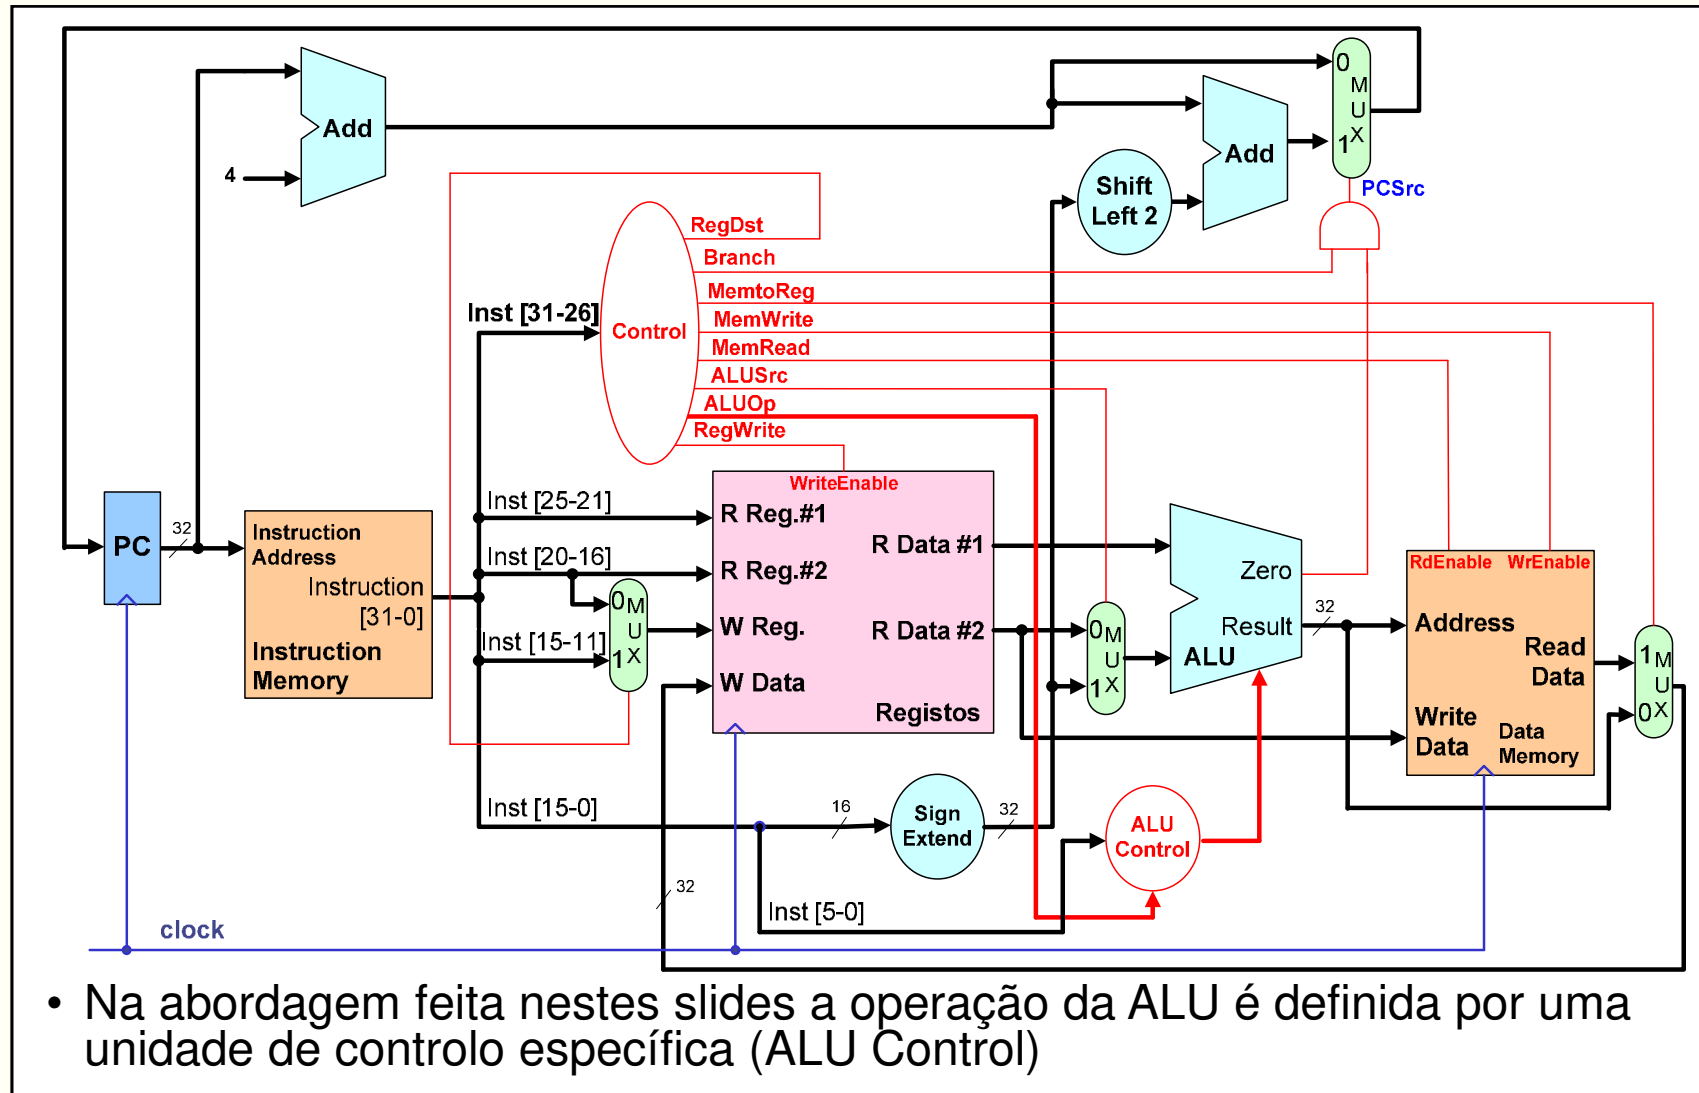 0
M
U
1 X
Add
4
Add
Shift
Left 2
PCSrc
RegDst
Branch
MemtoReg
Inst [31-26]
Control
MemWrite
MemRead
ALUSrc
ALUOp
RegWrite
WriteEnable
Inst [25-21]
R Reg.#1
PC
32
Instruction
Address
Instruction
[31-0]
Instruction
Memory
Inst [20-16]
R Reg.#2
0 M
U
1 X
Inst [15-11]
W Reg.
W Data
R Data #1
R Data #2
Registos
0 M
U
1 X
Zero
Result
ALU
32
RdEnable WrEnable
Address
Read
Data
Write
Data
Data
Memory
1 M
U
0 X
Inst [15-0]
16
Sign
Extend
32
ALU
Control
32
Inst [5-0]
clock
• Na abordagem feita nestes slides a operação da ALU é definida por uma
unidade de controlo específica (ALU Control)